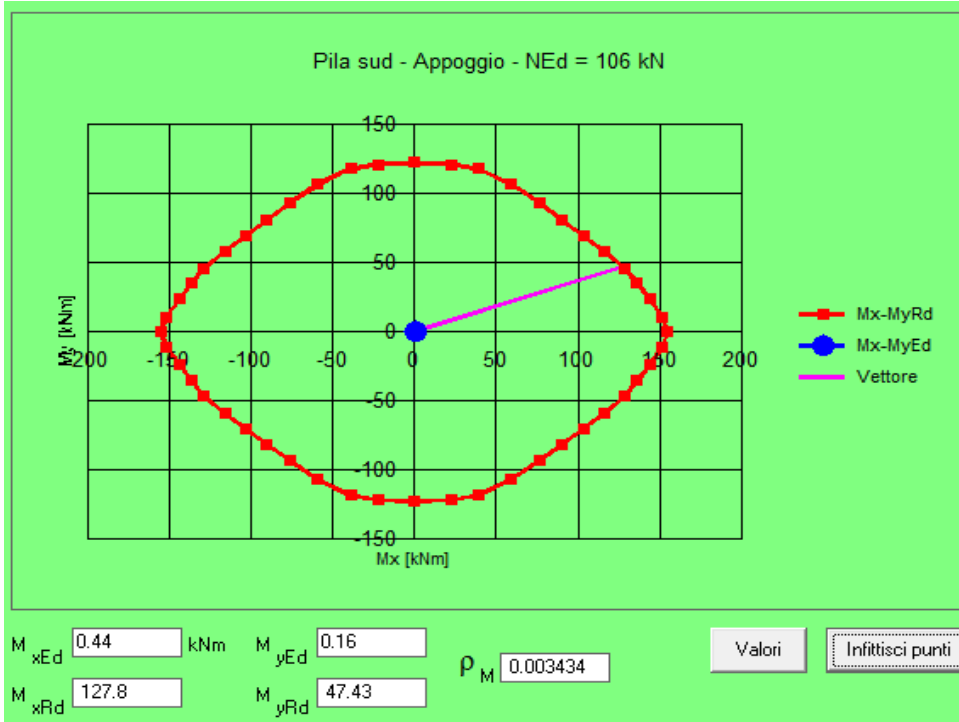 Pila sud - Appoggio - NEd = 106 kN
150
100
50
0
-50
-100
-150
-200 -150 -100 -50 0 50 100 150 200
My [kNm]
Mx [kNm]
Mx-MyRd
Mx-MyEd
Vettore
M xEd 0.44 kNm M yEd 0.16
M xRd 127.8 M yRd 47.43
ρ M 0.003434
Valori Infittisci punti